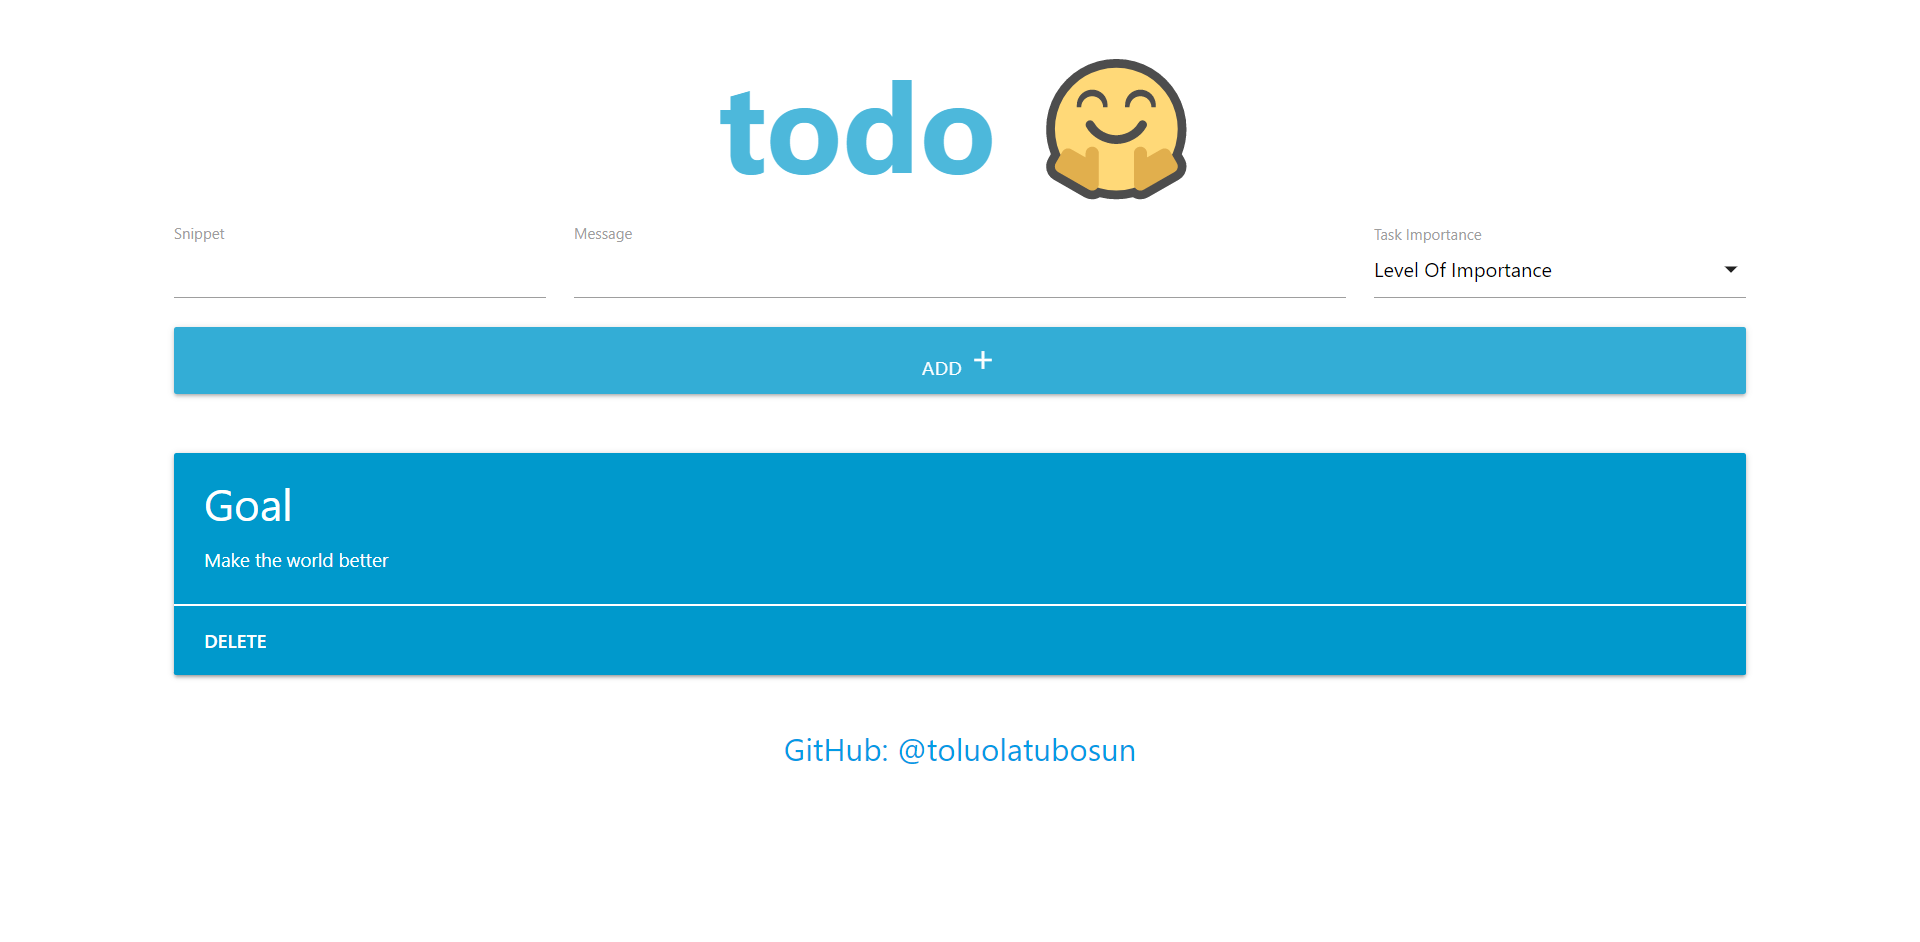 todo
Snippet
Message
Task Importance
Level Of Importance
ADD +
Goal
Make the world better
DELETE
GitHub: @toluolatubosun